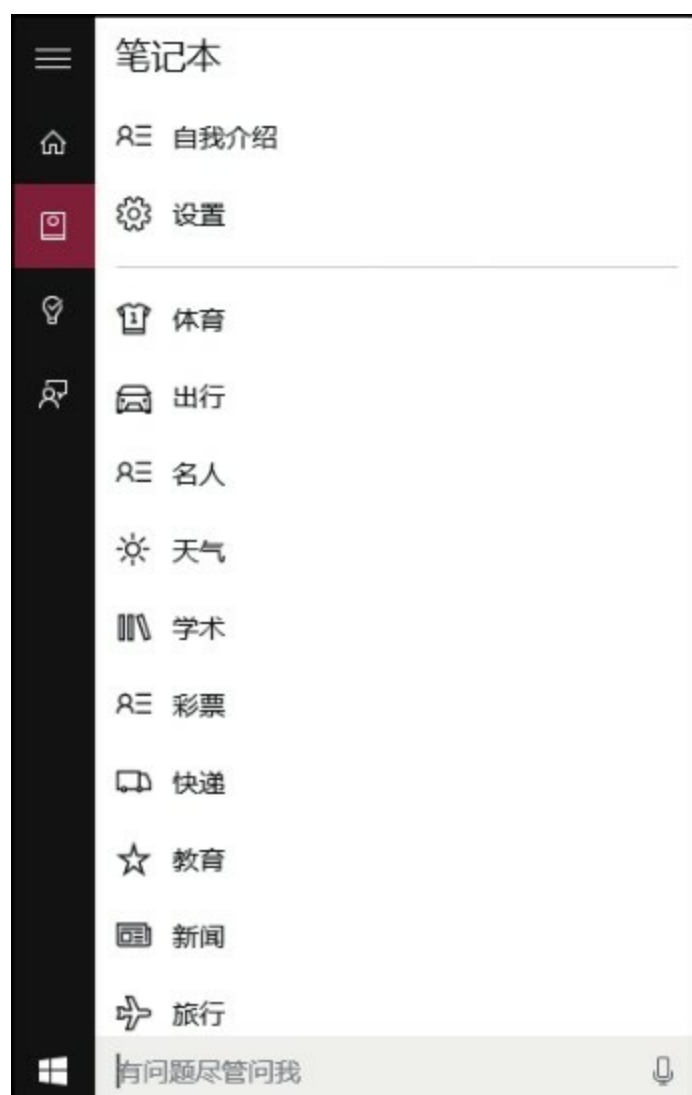 笔记本
自我介绍
设置
体育
出行
名人
天气
学术
彩票
快递
教育
新闻
旅行
有问题尽管问我